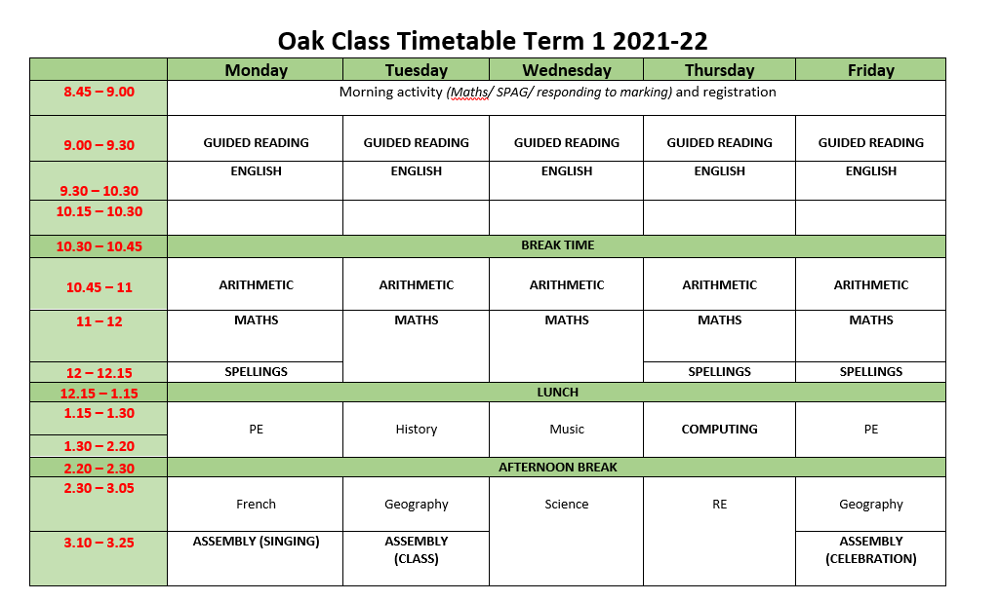 Oak Class Timetable Term 1 2021-22
Monday Tuesday Wednesday Thursday Friday
8.45 – 9.00 Morning activity (Maths/ SPAG/ responding to marking) and registration
9.00 – 9.30 GUIDED READING GUIDED READING GUIDED READING GUIDED READING GUIDED READING
ENGLISH ENGLISH ENGLISH ENGLISH ENGLISH
9.30 – 10.30
10.15 – 10.30
10.30 – 10.45 BREAK TIME
10.45 – 11 ARITHMETIC ARITHMETIC ARITHMETIC ARITHMETIC ARITHMETIC
11 – 12 MATHS MATHS MATHS MATHS MATHS
12 – 12.15 SPELLINGS SPELLINGS SPELLINGS
12.15 – 1.15 LUNCH
1.15 – 1.30
PE History Music COMPUTING PE
1.30 – 2.20
2.20 – 2.30 AFTERNOON BREAK
2.30 – 3.05
French Geography Science RE Geography
3.10 – 3.25 ASSEMBLY (SINGING) ASSEMBLY ASSEMBLY
(CLASS) (CELEBRATION)